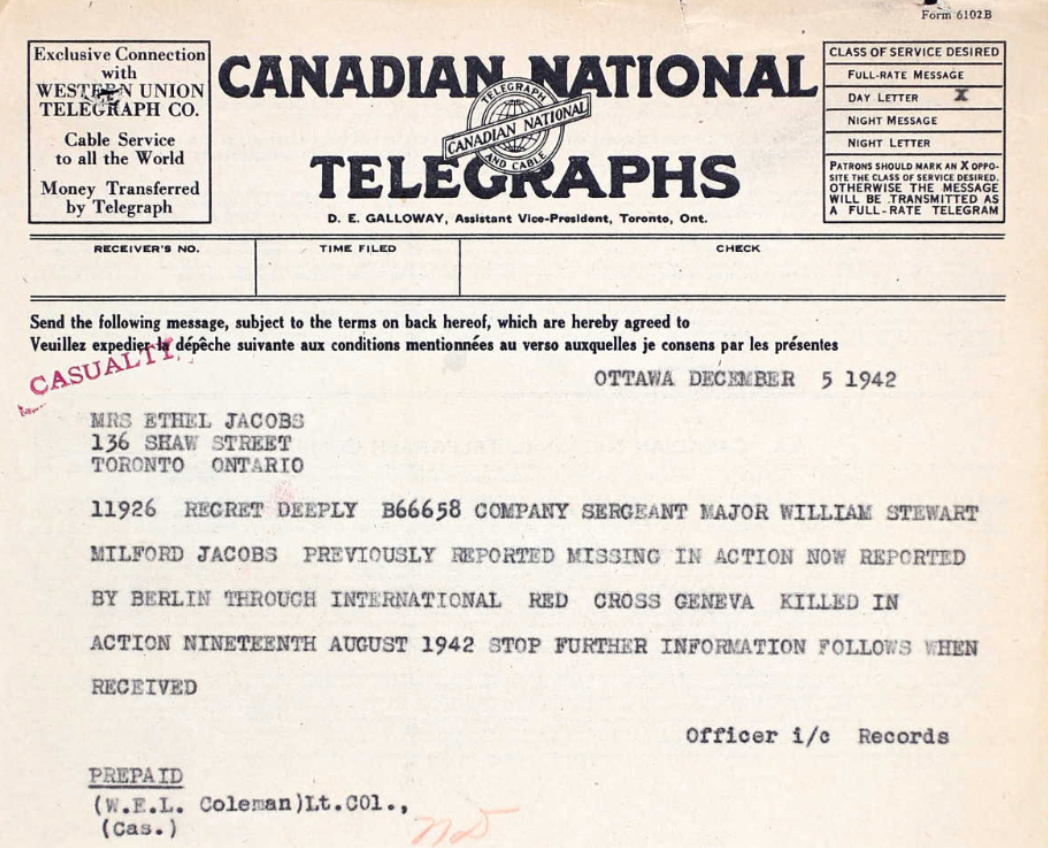 Form 6102B
Exclusive Connection
with
WESTERN UNION
TELEGRAPH CO.
Cable Service
to all the World
Money Transferred
by Telegraph
CANADIAN NATIONAL
TELEGRAPH
CANADIAN NATIONAL
AND CABLE
TELEGRAPHS
D. E. GALLOWAY, Assistant Vice-President, Toronto, Ont.
CLASS OF SERVICE DESIRED
FULL-RATE MESSAGE
DAY LETTER X
NIGHT MESSAGE
NIGHT LETTER
PATRONS SHOULD MARK AN X OPPO-
SITE THE CLASS OF SERVICE DESIRED,
OTHERWISE THE MESSAGE
WILL BE TRANSMITTED AS
A FULL-RATE TELEGRAM
RECEIVER'S NO. TIME FILED CHECK
Send the following message, subject to the terms on back hereof, which are hereby agreed to
Veuillez expedier la dépêche suivante aux conditions mentionnées au verso auxquelles je consens par les présentes
CASUALTY
OTTAWA DECEMBER 5 1942
MRS ETHEL JACOBS
136 SHAW STREET
TORONTO ONTARIO
11926 REGRET DEEPLY B66658 COMPANY SERGEANT MAJOR WILLIAM STEWART
MILFORD JACOBS PREVIOUSLY REPORTED MISSING IN ACTION NOW REPORTED
BY BERLIN THROUGH INTERNATIONAL RED CROSS GENEVA KILLED IN
ACTION NINETEENTH AUGUST 1942 STOP FURTHER INFORMATION FOLLOWS WHEN
RECEIVED
Officer i/c Records
PREPAID
(W.E.L. Coleman)Lt.COl.,
(Cas.)